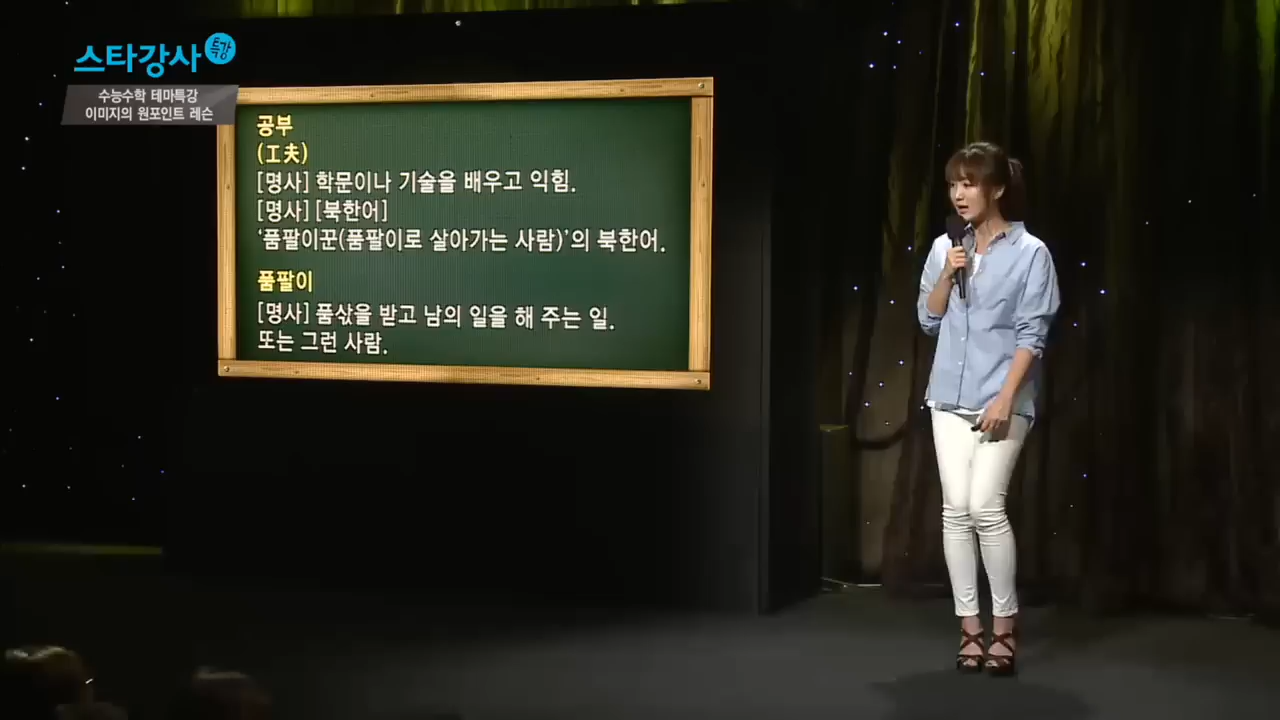 스타강사 특강
수능수학 테마특강
이미지의 원포인트 레슨
공부
(工夫)
[명사] 학문이나 기술을 배우고 익힘.
[명사] [북한어]
‘품팔이꾼(품팔이로 살아가는 사람)’의 북한어.
품팔이
[명사] 품삯을 받고 남의 일을 해 주는 일.
또는 그런 사람.